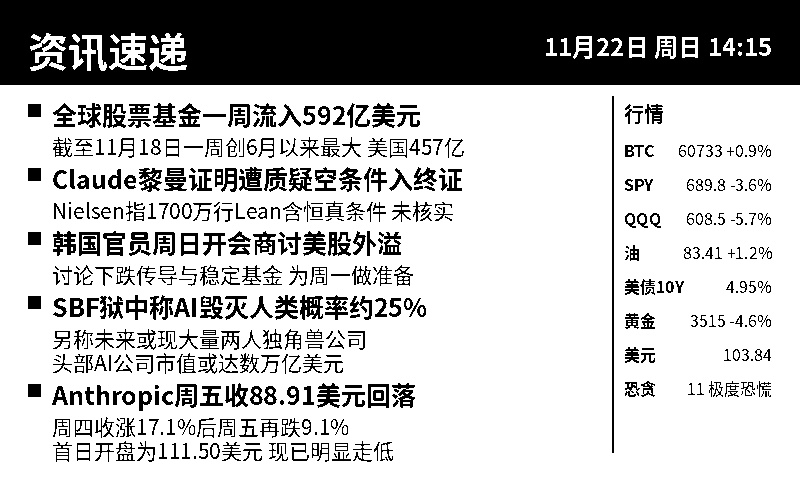 资讯速递
11月22日 周日 14:15
■ 全球股票基金一周流入592亿美元
截至11月18日一周创6月以来最大 美国457亿
■ Claude黎曼证明遭质疑空条件入终证
Nielsen指1700万行Lean含恒真条件 未核实
■ 韩国官员周日开会商讨美股外溢
讨论下跌传导与稳定基金 为周一做准备
■ SBF狱中称AI毁灭人类概率约25%
另称未来或现大量两人独角兽公司
头部AI公司市值或达数万亿美元
■ Anthropic周五收88.91美元回落
周四收涨17.1%后周五再跌9.1%
首日开盘为111.50美元 现已明显走低
行情
BTC 60733 +0.9%
SPY 689.8 -3.6%
QQQ 608.5 -5.7%
油 83.41 +1.2%
美债10Y 4.95%
黄金 3515 -4.6%
美元 103.84
恐贪 11 极度恐慌